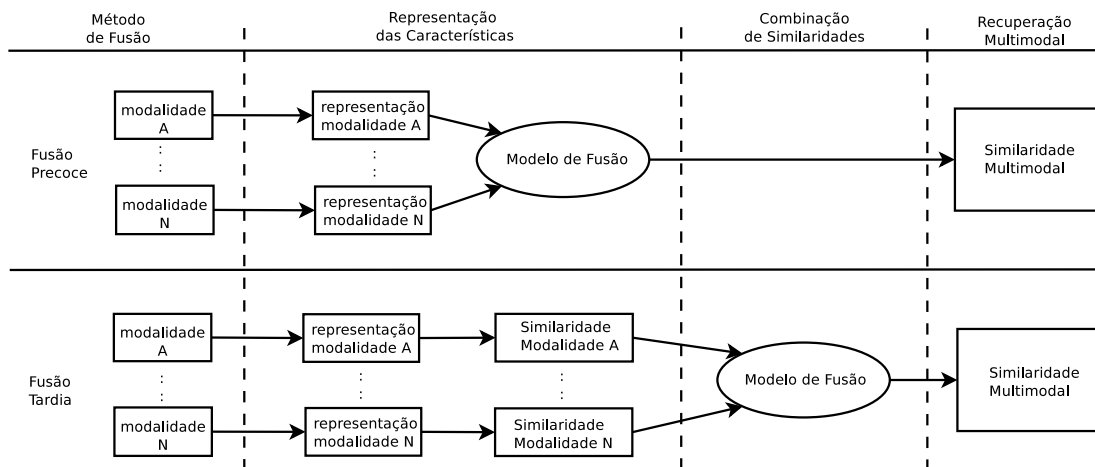 Método
de Fusão
Representação
das Características
Combinação
de Similaridades
Recuperação
Multimodal
Fusão
Precoce
modalidade
A
modalidade
N
representação
modalidade A
representação
modalidade N
Modelo de Fusão
Similaridade
Multimodal
Fusão
Tardia
modalidade
A
modalidade
N
representação
modalidade A
representação
modalidade N
Similaridade
Modalidade A
Similaridade
Modalidade N
Modelo de Fusão
Similaridade
Multimodal